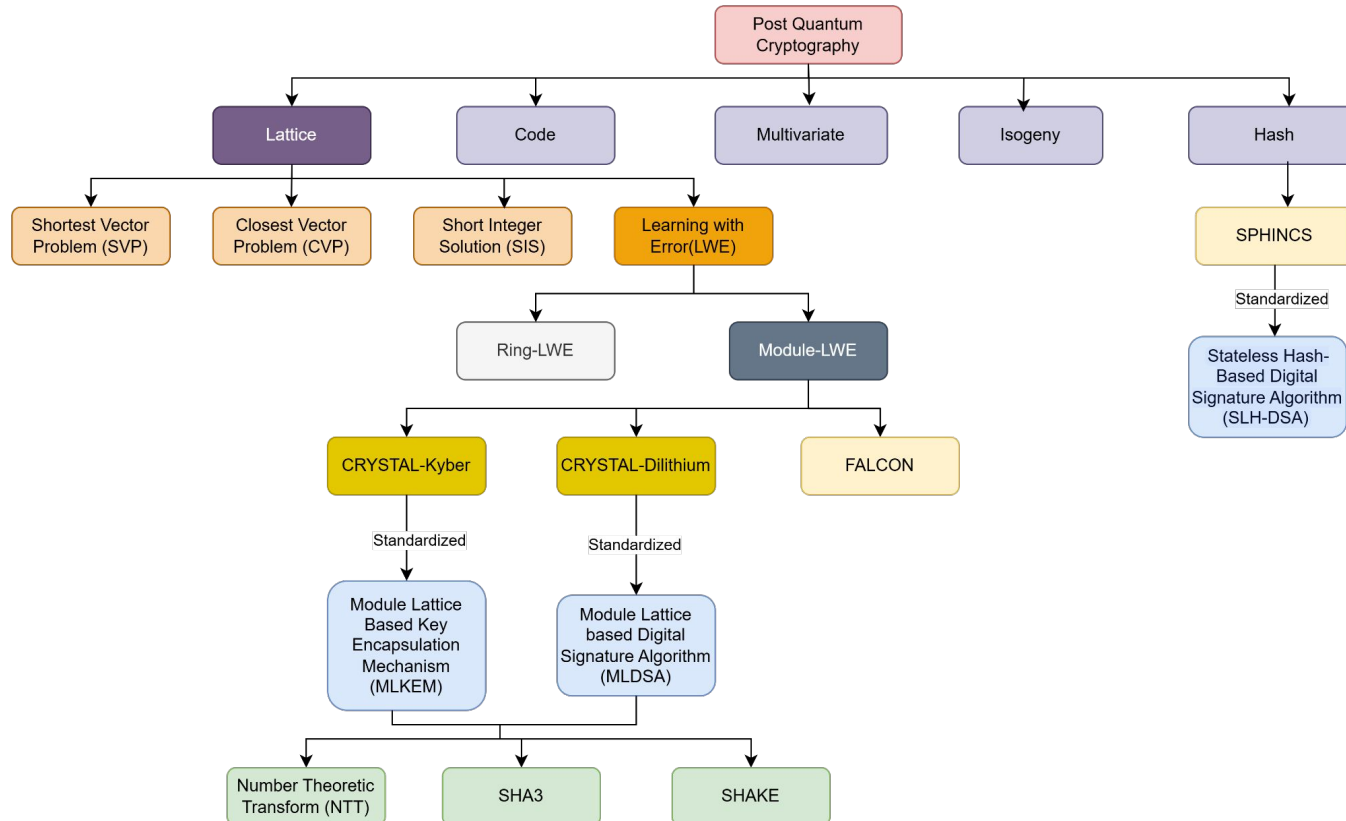 Post Quantum
Cryptography
Lattice
Code
Multivariate
Isogeny
Hash
Shortest Vector
Problem (SVP)
Closest Vector
Problem (CVP)
Short Integer
Solution (SIS)
Learning with
Error(LWE)
SPHINCS
Standardized
Ring-LWE
Module-LWE
Stateless Hash-
Based Digital
Signature Algorithm
(SLH-DSA)
CRYSTAL-Kyber
CRYSTAL-Dilithium
FALCON
Standardized
Standardized
Module Lattice
Based Key
Encapsulation
Mechanism
(MLKEM)
Module Lattice
based Digital
Signature Algorithm
(MLDSA)
Number Theoretic
Transform (NTT)
SHA3
SHAKE